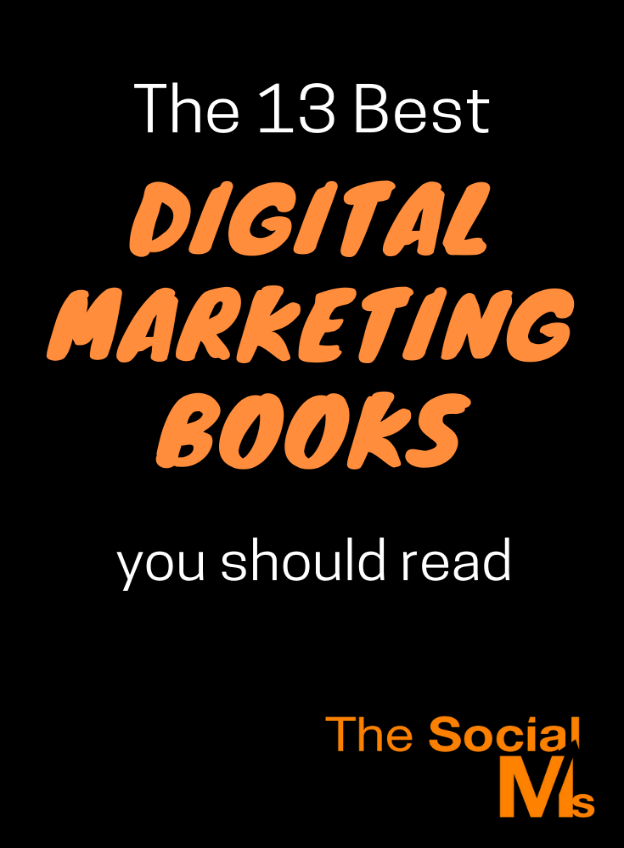 The 13 Best
DIGITAL
MARKETING
BOOKS
you should read
The Social
Ms